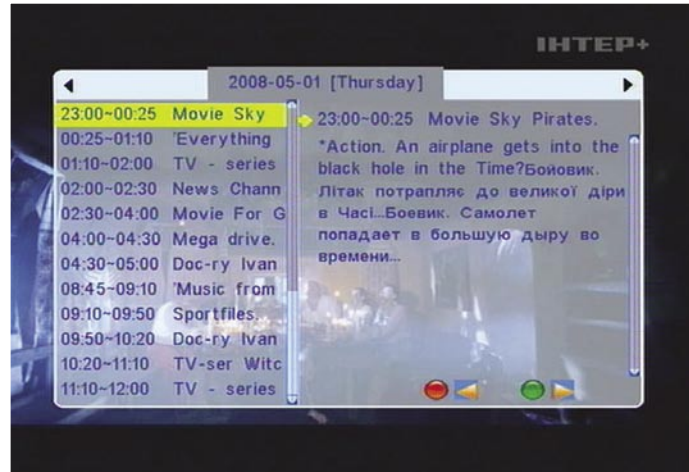 ІНТЕР+
2008-05-01 [Thursday]
23:00~00:25 Movie Sky
00:25~01:10 'Everything
01:10~02:00 TV - series
02:00~02:30 News Chann
02:30~04:00 Movie For G
04:00~04:30 Mega drive.
04:30~05:00 Doc-ry Ivan
08:45~09:10 'Music from
09:10~09:50 Sportfiles.
09:50~10:20 Doc-ry Ivan
10:20~11:10 TV-ser Witc
11:10~12:00 TV - series
23:00~00:25 Movie Sky Pirates.
*Action. An airplane gets into the
black hole in the Time?Бойовик.
Літак потрапляє до великої діри
в Часі...Боевик. Самолет
попадает в большую дыру во
времени...